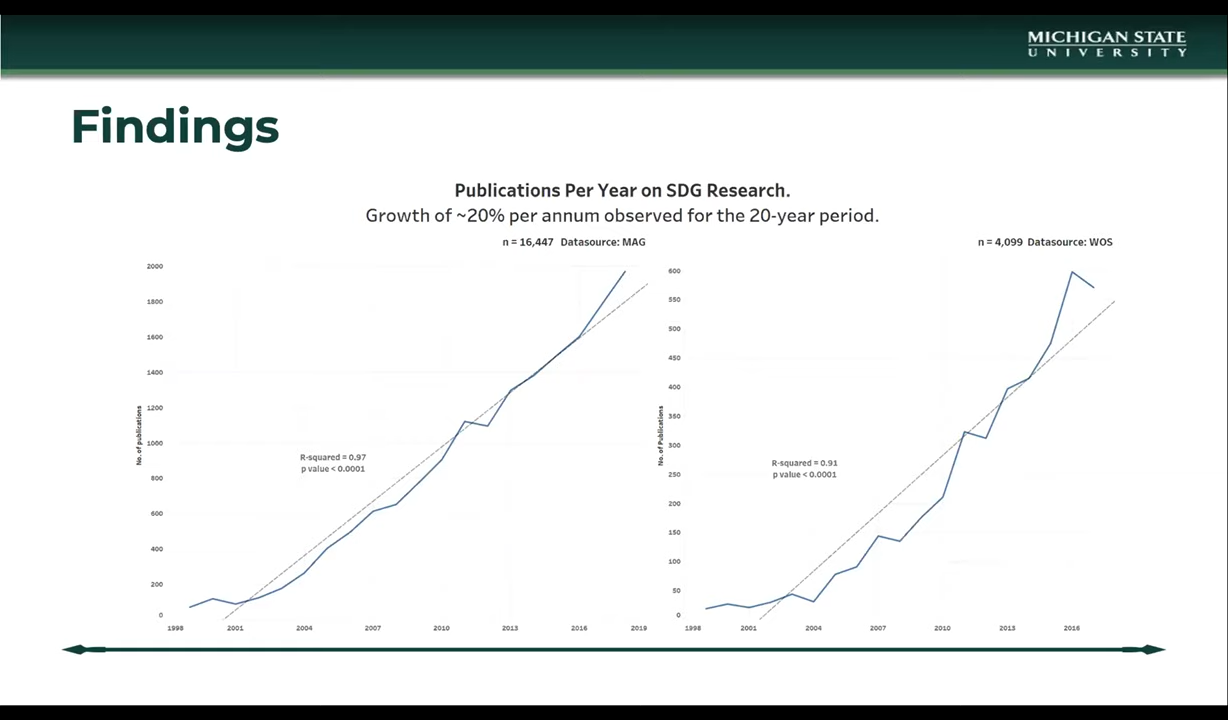 MICHIGAN STATE
UNIVERSITY
Findings
Publications Per Year on SDG Research.
Growth of ~20% per annum observed for the 20-year period.
n = 16,447 Datasource: MAG
2000
1800
1600
1400
1200
1000
800
600
400
200
0
No. of publications
R-squared = 0.97
p value < 0.0001
1998 2001 2004 2007 2010 2013 2016 2019
n = 4,099 Datasource: WOS
600
550
500
450
400
350
300
250
200
150
100
50
0
No. of Publications
R-squared = 0.91
p value < 0.0001
1998 2001 2004 2007 2010 2013 2016